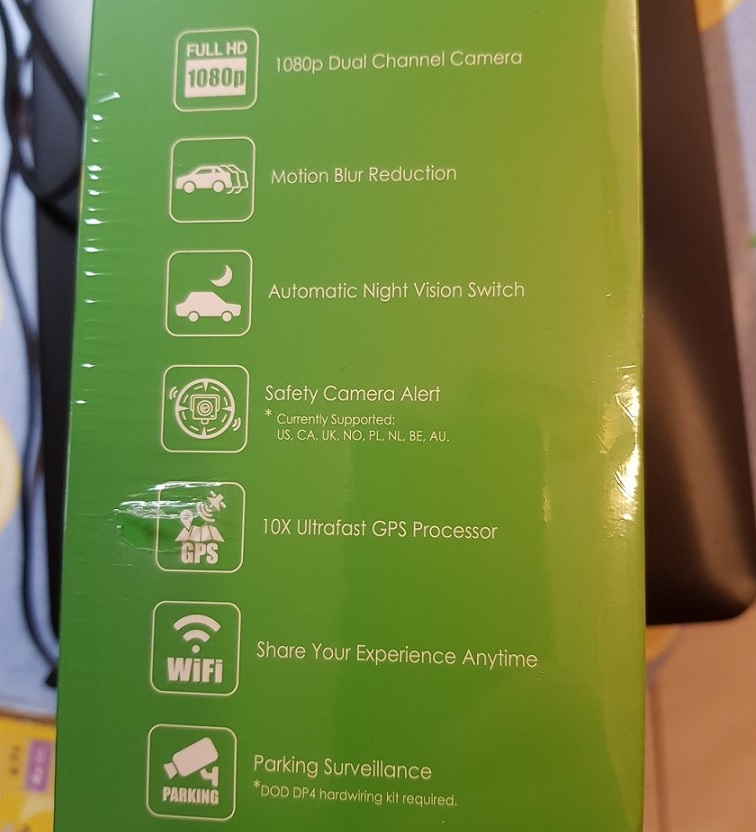 FULL HD
1080p
1080p Dual Channel Camera
Motion Blur Reduction
Automatic Night Vision Switch
Safety Camera Alert
* Currently Supported:
US, CA, UK, NO, PL, NL, BE, AU.
GPS
10X Ultrafast GPS Processor
WiFi
Share Your Experience Anytime
PARKING
Parking Surveillance
*DOD DP4 hardwiring kit required.